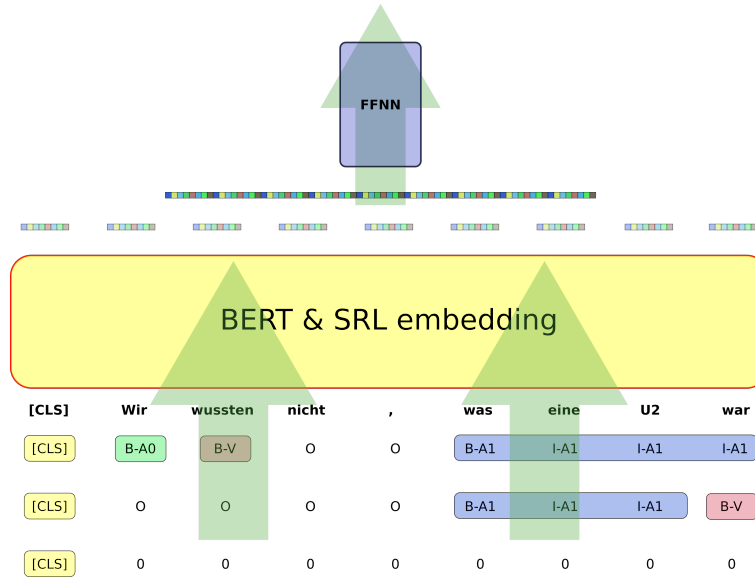 FFNN
BERT & SRL embedding
[CLS] Wir wussten nicht , was eine U2 war
[CLS] B-A0 B-V O O B-A1 I-A1 I-A1 I-A1
[CLS] O O O O B-A1 I-A1 I-A1 B-V
[CLS] 0 0 0 0 0 0 0 0